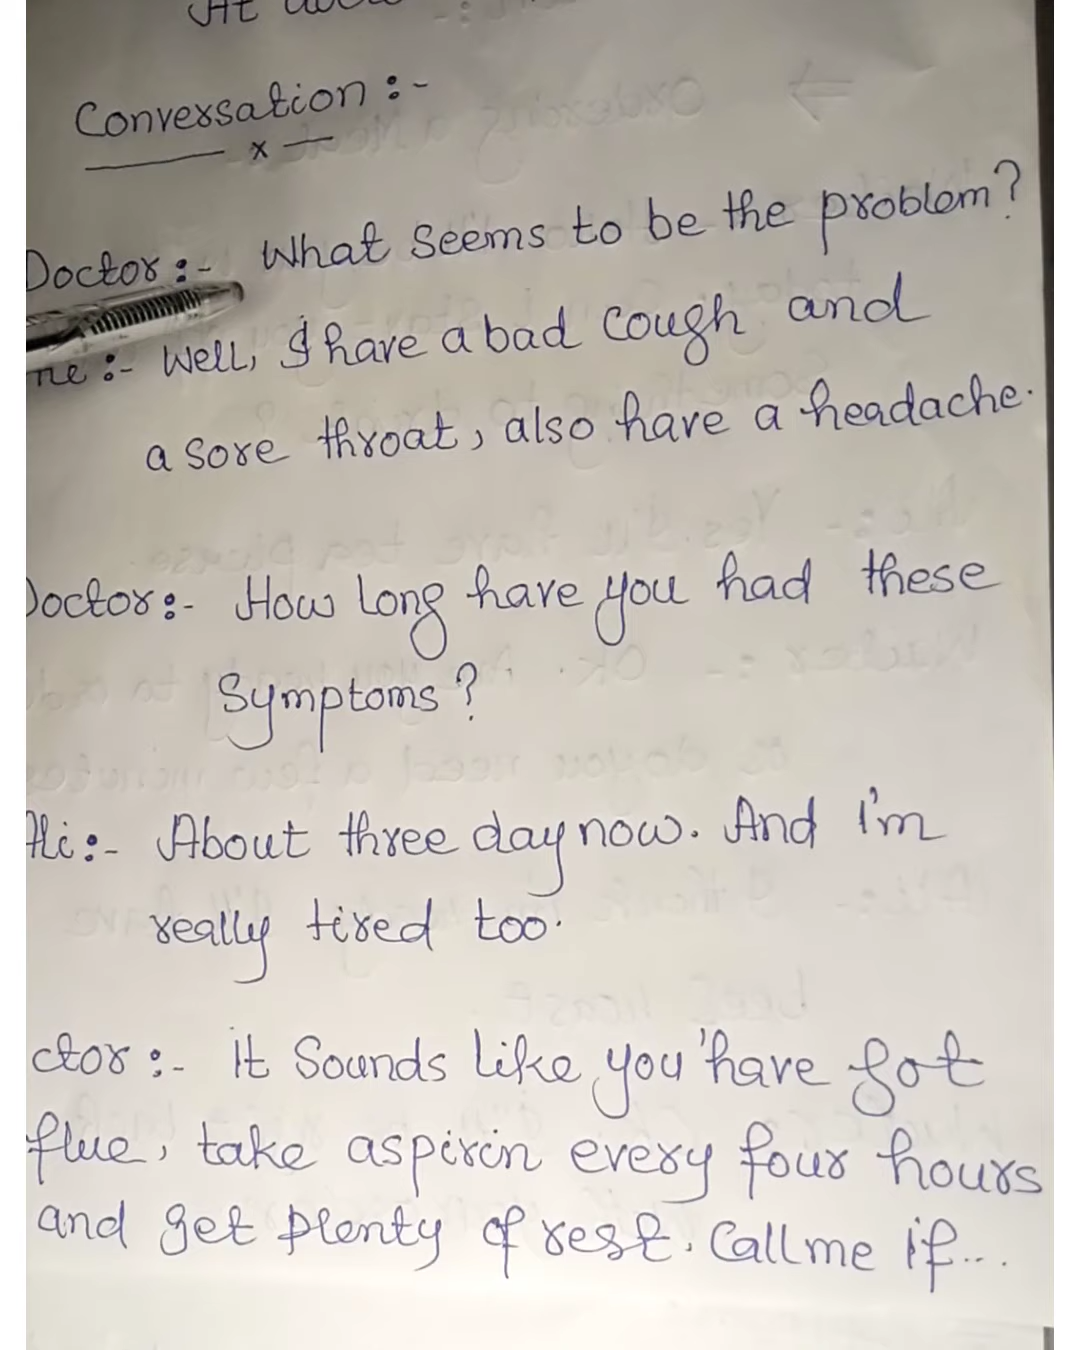 At
Conversation :-
x
Doctor :- What seems to be the problem?
me :- Well, I have a bad cough and
a sore throat, also have a headache.
Doctor :- How long have you had these
Symptoms?
Ali :- About three day now. And I'm
really tired too.
ctor :- it Sounds like you'have got
flue, take aspirin every four hours
and get plenty of rest. Call me if...